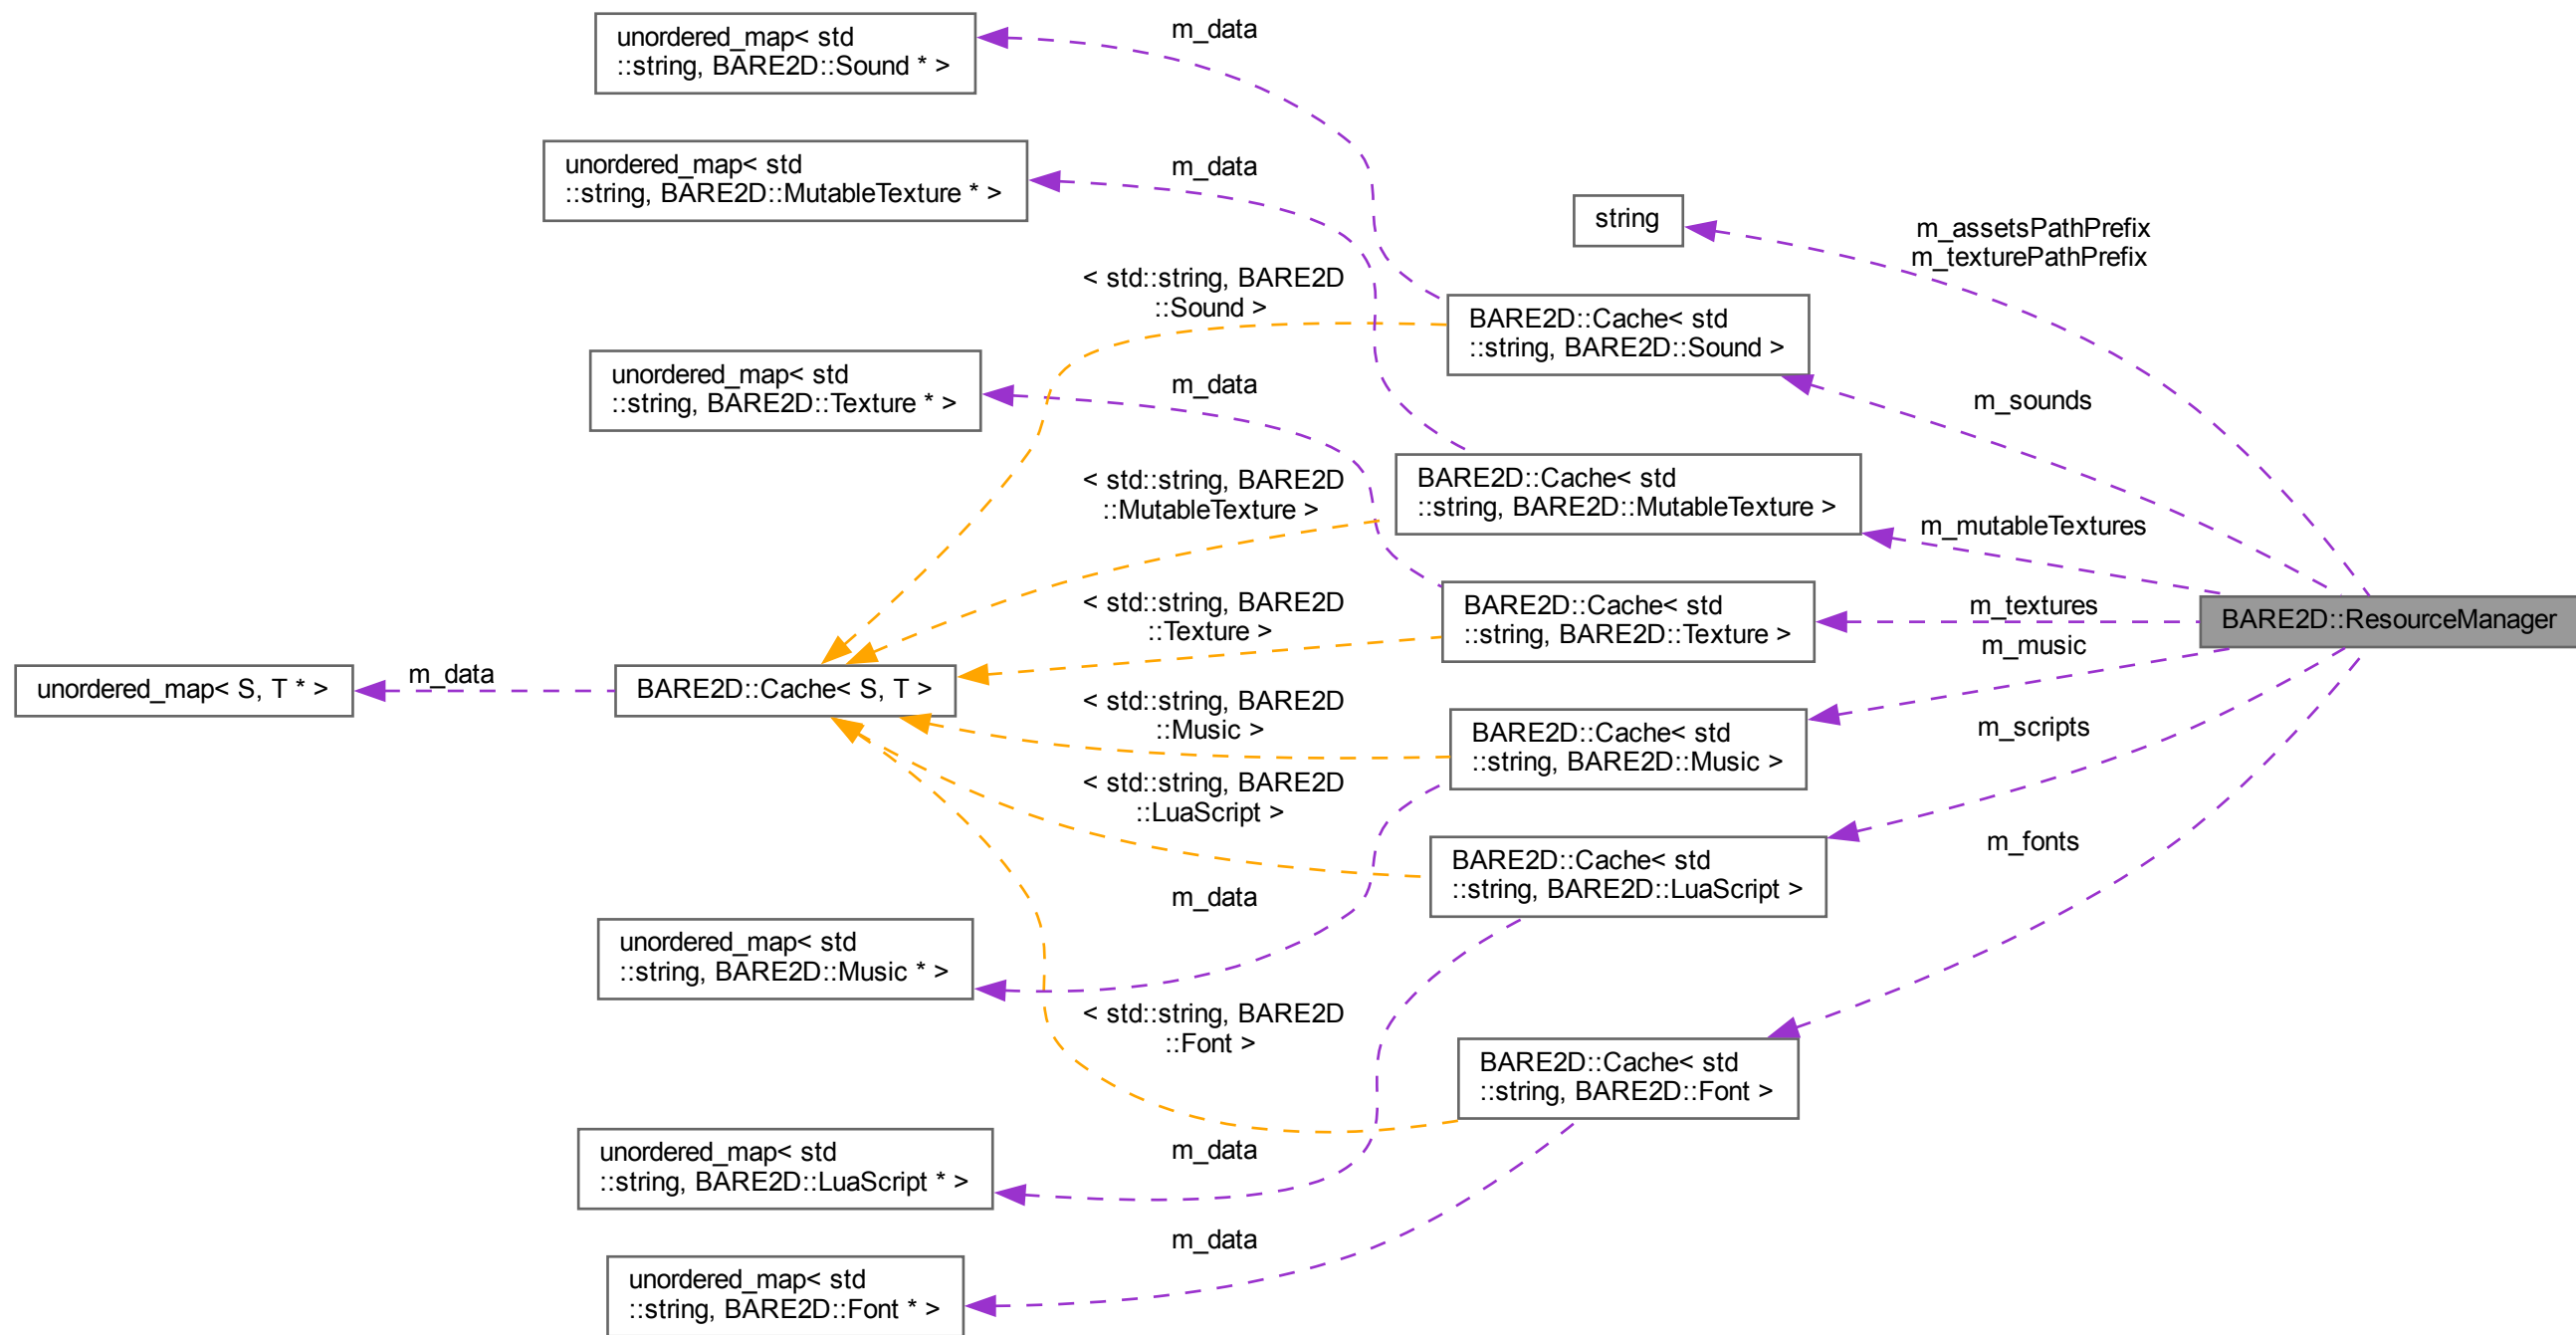 unordered_map< std
::string, BARE2D::Sound * >
m_data
unordered_map< std
::string, BARE2D::MutableTexture * >
m_data
string
m_assetsPathPrefix
m_texturePathPrefix
< std::string, BARE2D
::Sound >
BARE2D::Cache< std
::string, BARE2D::Sound >
unordered_map< std
::string, BARE2D::Texture * >
m_data
m_sounds
< std::string, BARE2D
::MutableTexture >
BARE2D::Cache< std
::string, BARE2D::MutableTexture >
m_mutableTextures
< std::string, BARE2D
::Texture >
BARE2D::Cache< std
::string, BARE2D::Texture >
m_textures
BARE2D::ResourceManager
m_music
unordered_map< S, T * >
m_data
BARE2D::Cache< S, T >
< std::string, BARE2D
::Music >
BARE2D::Cache< std
::string, BARE2D::Music >
m_scripts
< std::string, BARE2D
::LuaScript >
BARE2D::Cache< std
::string, BARE2D::LuaScript >
m_fonts
m_data
unordered_map< std
::string, BARE2D::Music * >
< std::string, BARE2D
::Font >
BARE2D::Cache< std
::string, BARE2D::Font >
unordered_map< std
::string, BARE2D::LuaScript * >
m_data
m_data
unordered_map< std
::string, BARE2D::Font * >